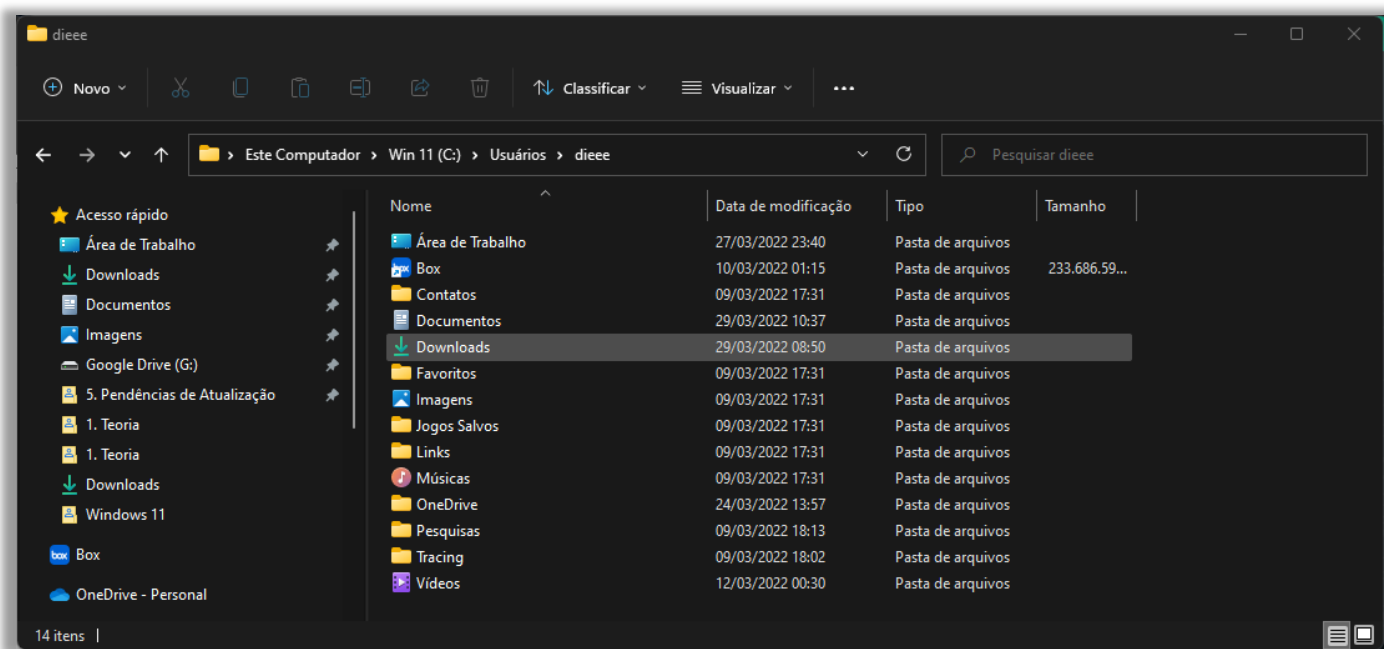 dieee
Novo Classificar Visualizar
Este Computador > Win 11 (C:) > Usuários > dieee Pesquisar dieee
Acesso rápido
Área de Trabalho
Downloads
Documentos
Imagens
Google Drive (G:)
5. Pendências de Atualização
1. Teoria
1. Teoria
Downloads
Windows 11
box Box
OneDrive - Personal
Nome Data de modificação Tipo Tamanho
Área de Trabalho 27/03/2022 23:40 Pasta de arquivos
box Box 10/03/2022 01:15 Pasta de arquivos 233.686.59...
Contatos 09/03/2022 17:31 Pasta de arquivos
Documentos 29/03/2022 10:37 Pasta de arquivos
Downloads 29/03/2022 08:50 Pasta de arquivos
Favoritos 09/03/2022 17:31 Pasta de arquivos
Imagens 09/03/2022 17:31 Pasta de arquivos
Jogos Salvos 09/03/2022 17:31 Pasta de arquivos
Links 09/03/2022 17:31 Pasta de arquivos
Músicas 09/03/2022 17:31 Pasta de arquivos
OneDrive 24/03/2022 13:57 Pasta de arquivos
Pesquisas 09/03/2022 18:13 Pasta de arquivos
Tracing 09/03/2022 18:02 Pasta de arquivos
Vídeos 12/03/2022 00:30 Pasta de arquivos
14 itens